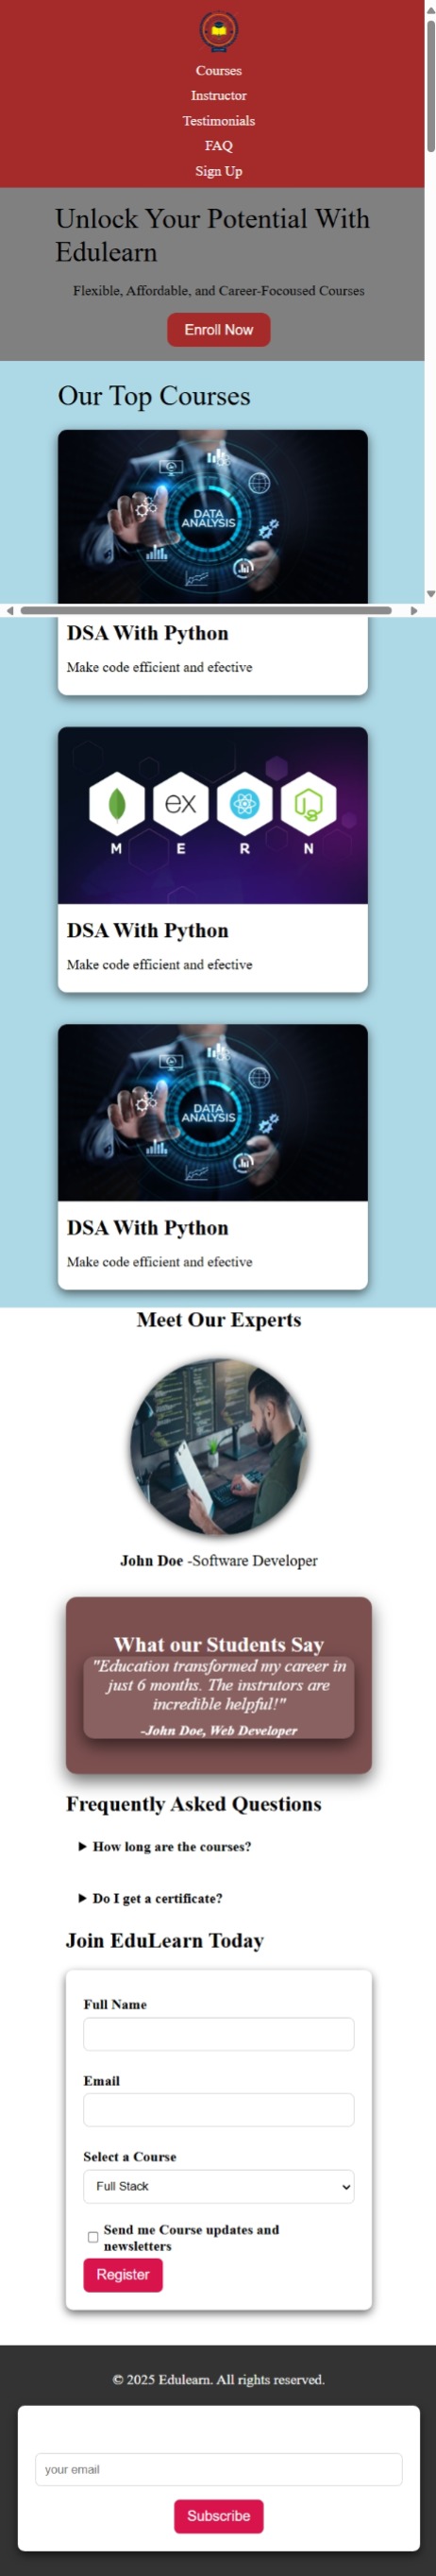 Courses
Instructor
Testimonials
FAQ
Sign Up
Unlock Your Potential With
Edulearn
Flexible, Affordable, and Career-Focoused Courses
Enroll Now
Our Top Courses
DATA
ANALYSIS
DSA With Python
Make code efficient and efective
ex
JS
M E R N
DSA With Python
Make code efficient and efective
DATA
ANALYSIS
DSA With Python
Make code efficient and efective
Meet Our Experts
John Doe -Software Developer
What our Students Say
"Education transformed my career in
just 6 months. The instrutors are
incredible helpful!"
-John Doe, Web Developer
Frequently Asked Questions
How long are the courses?
Do I get a certificate?
Join EduLearn Today
Full Name
Email
Select a Course
Full Stack
Send me Course updates and
newsletters
Register
© 2025 Edulearn. All rights reserved.
your email
Subscribe